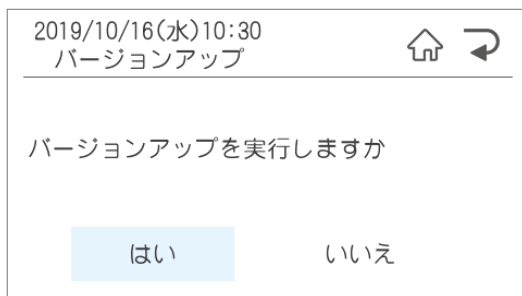 2019/10/16(水)10:30
バージョンアップ
バージョンアップを実行しますか
はい いいえ